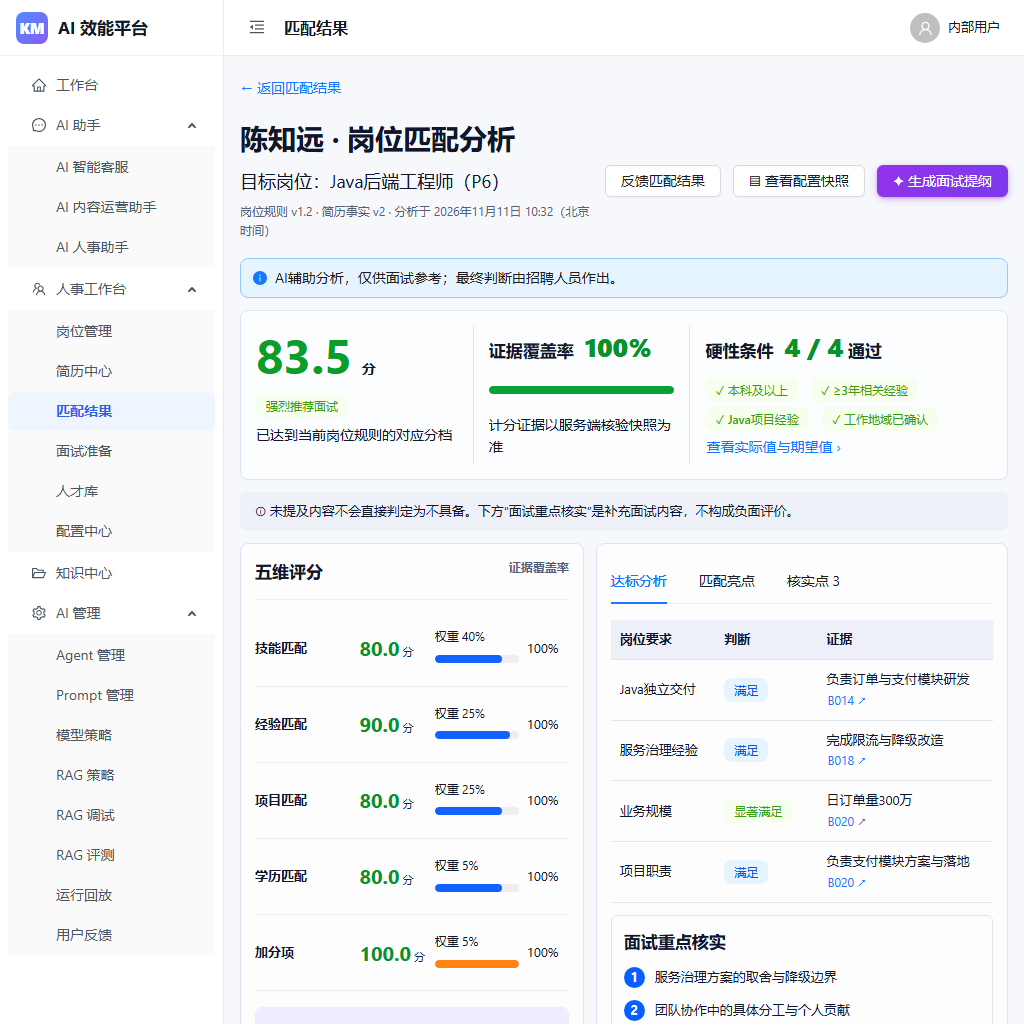 KM AI 效能平台
匹配结果
内部用户
工作台
AI 助手
AI 智能客服
AI 内容运营助手
AI 人事助手
人事工作台
岗位管理
简历中心
匹配结果
面试准备
人才库
配置中心
知识中心
AI 管理
Agent 管理
Prompt 管理
模型策略
RAG 策略
RAG 调试
RAG 评测
运行回放
用户反馈
← 返回匹配结果
陈知远 · 岗位匹配分析
目标岗位：Java后端工程师（P6）
岗位规则 v1.2 · 简历事实 v2 · 分析于 2026年11月11日 10:32（北京
时间）
反馈匹配结果
查看配置快照
✦ 生成面试提纲
AI辅助分析，仅供面试参考；最终判断由招聘人员作出。
83.5 分
强烈推荐面试
已达到当前岗位规则的对应分档
证据覆盖率 100%
计分证据以服务端核验快照为
准
硬性条件 4 / 4 通过
✓ 本科及以上 ✓ ≥3年相关经验
✓ Java项目经验 ✓ 工作地域已确认
查看实际值与期望值 ›
未提及内容不会直接判定为不具备。下方“面试重点核实”是补充面试内容，不构成负面评价。
五维评分 证据覆盖率
技能匹配 80.0 分 权重 40% 100%
经验匹配 90.0 分 权重 25% 100%
项目匹配 80.0 分 权重 25% 100%
学历匹配 80.0 分 权重 5% 100%
加分项 100.0 分 权重 5% 100%
达标分析 匹配亮点 核实点 3
岗位要求 判断 证据
Java独立交付 满足 负责订单与支付模块研发
B014 ↗
服务治理经验 满足 完成限流与降级改造
B018 ↗
业务规模 显著满足 日订单量300万
B020 ↗
项目职责 满足 负责支付模块方案与落地
B020 ↗
面试重点核实
1 服务治理方案的取舍与降级边界
2 团队协作中的具体分工与个人贡献